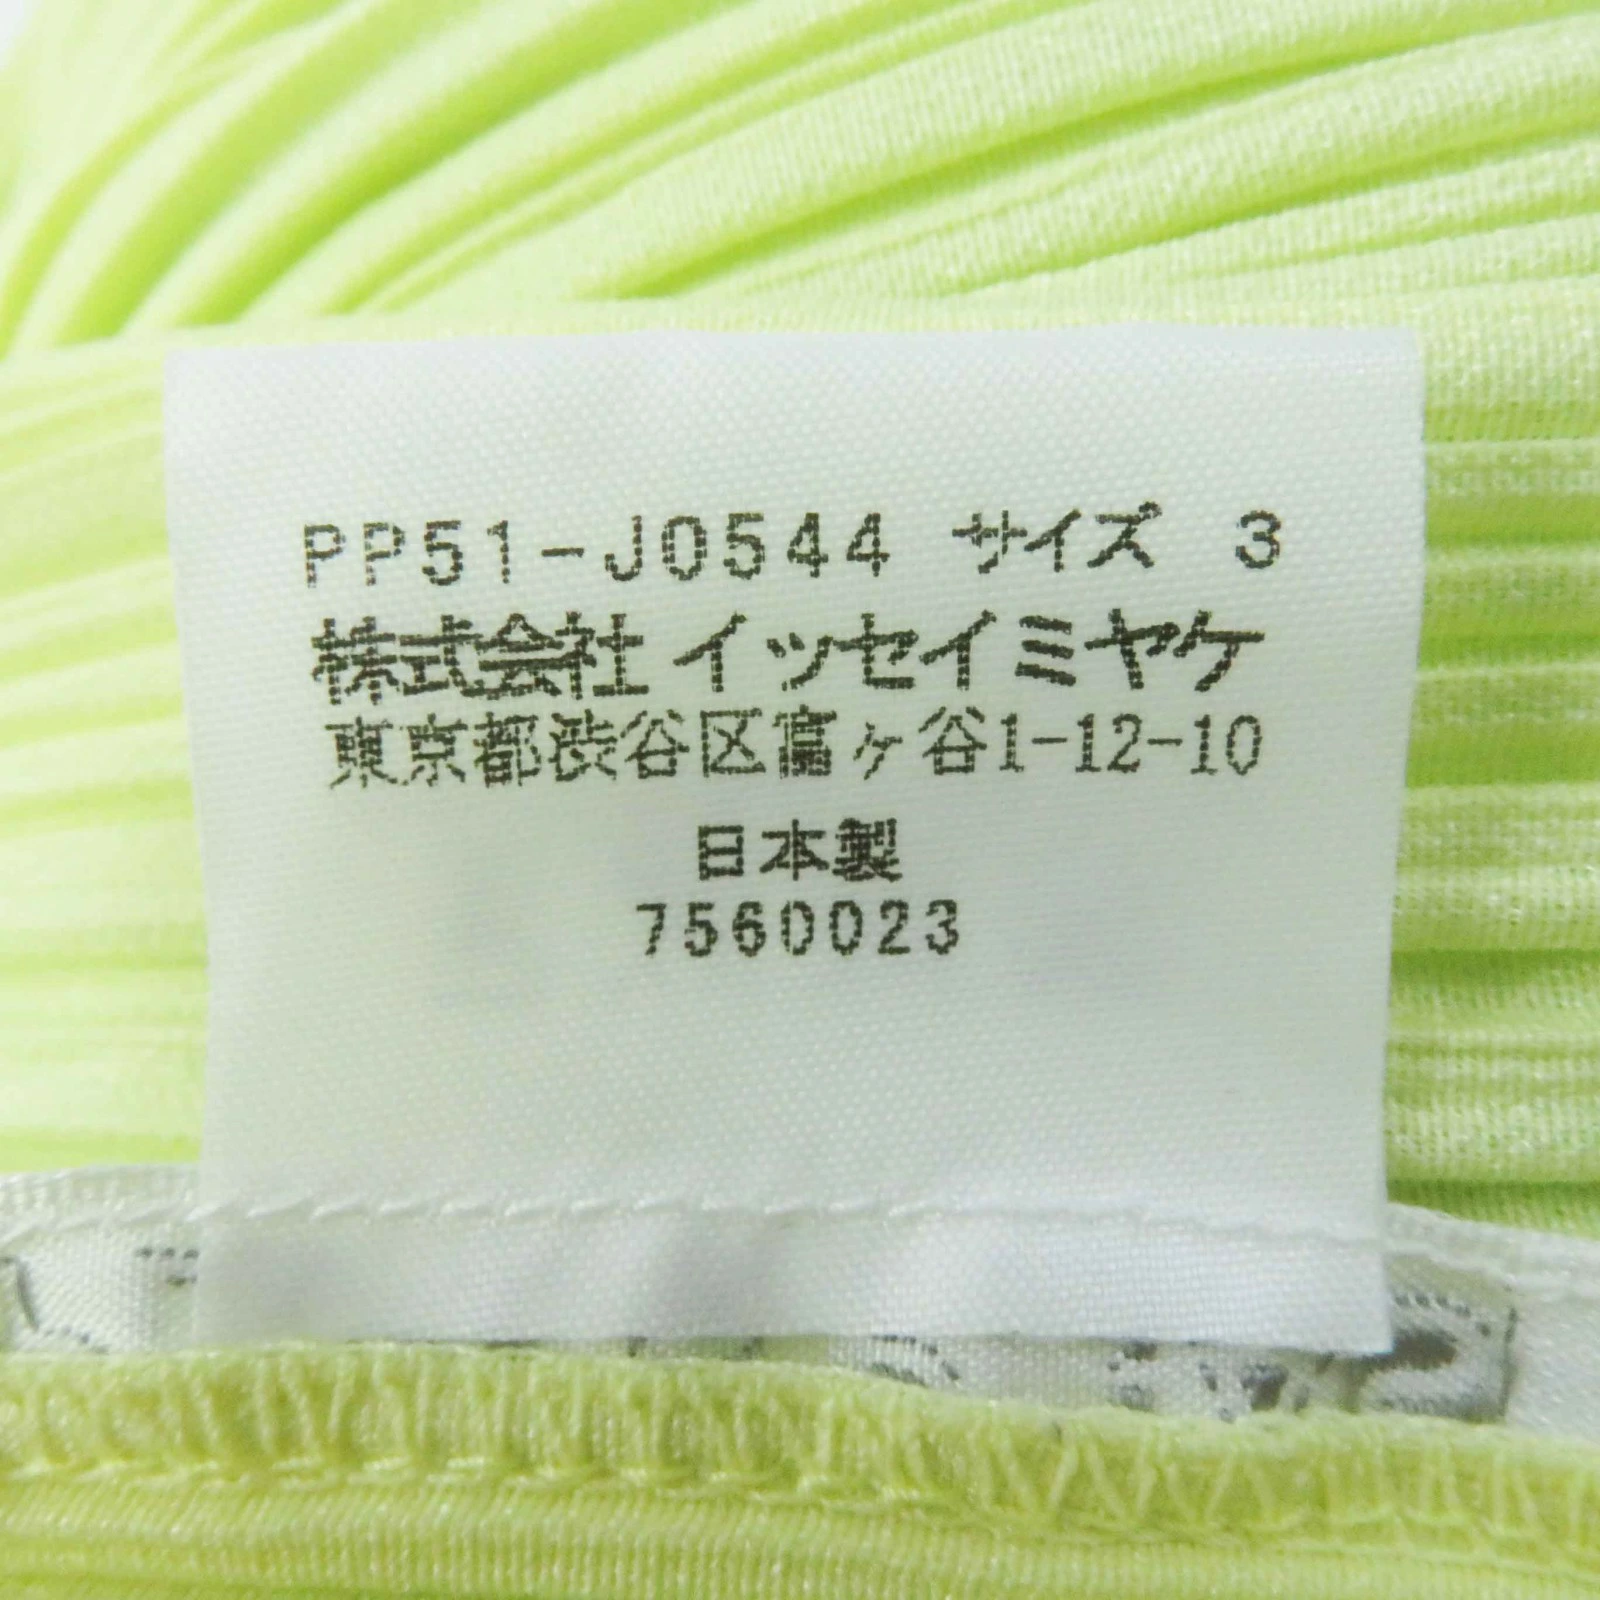 PP51-JO544 サイズ 3
株式会社 イッセイミヤケ
東京都渋谷区富ヶ谷1-12-10
日本製
7560023